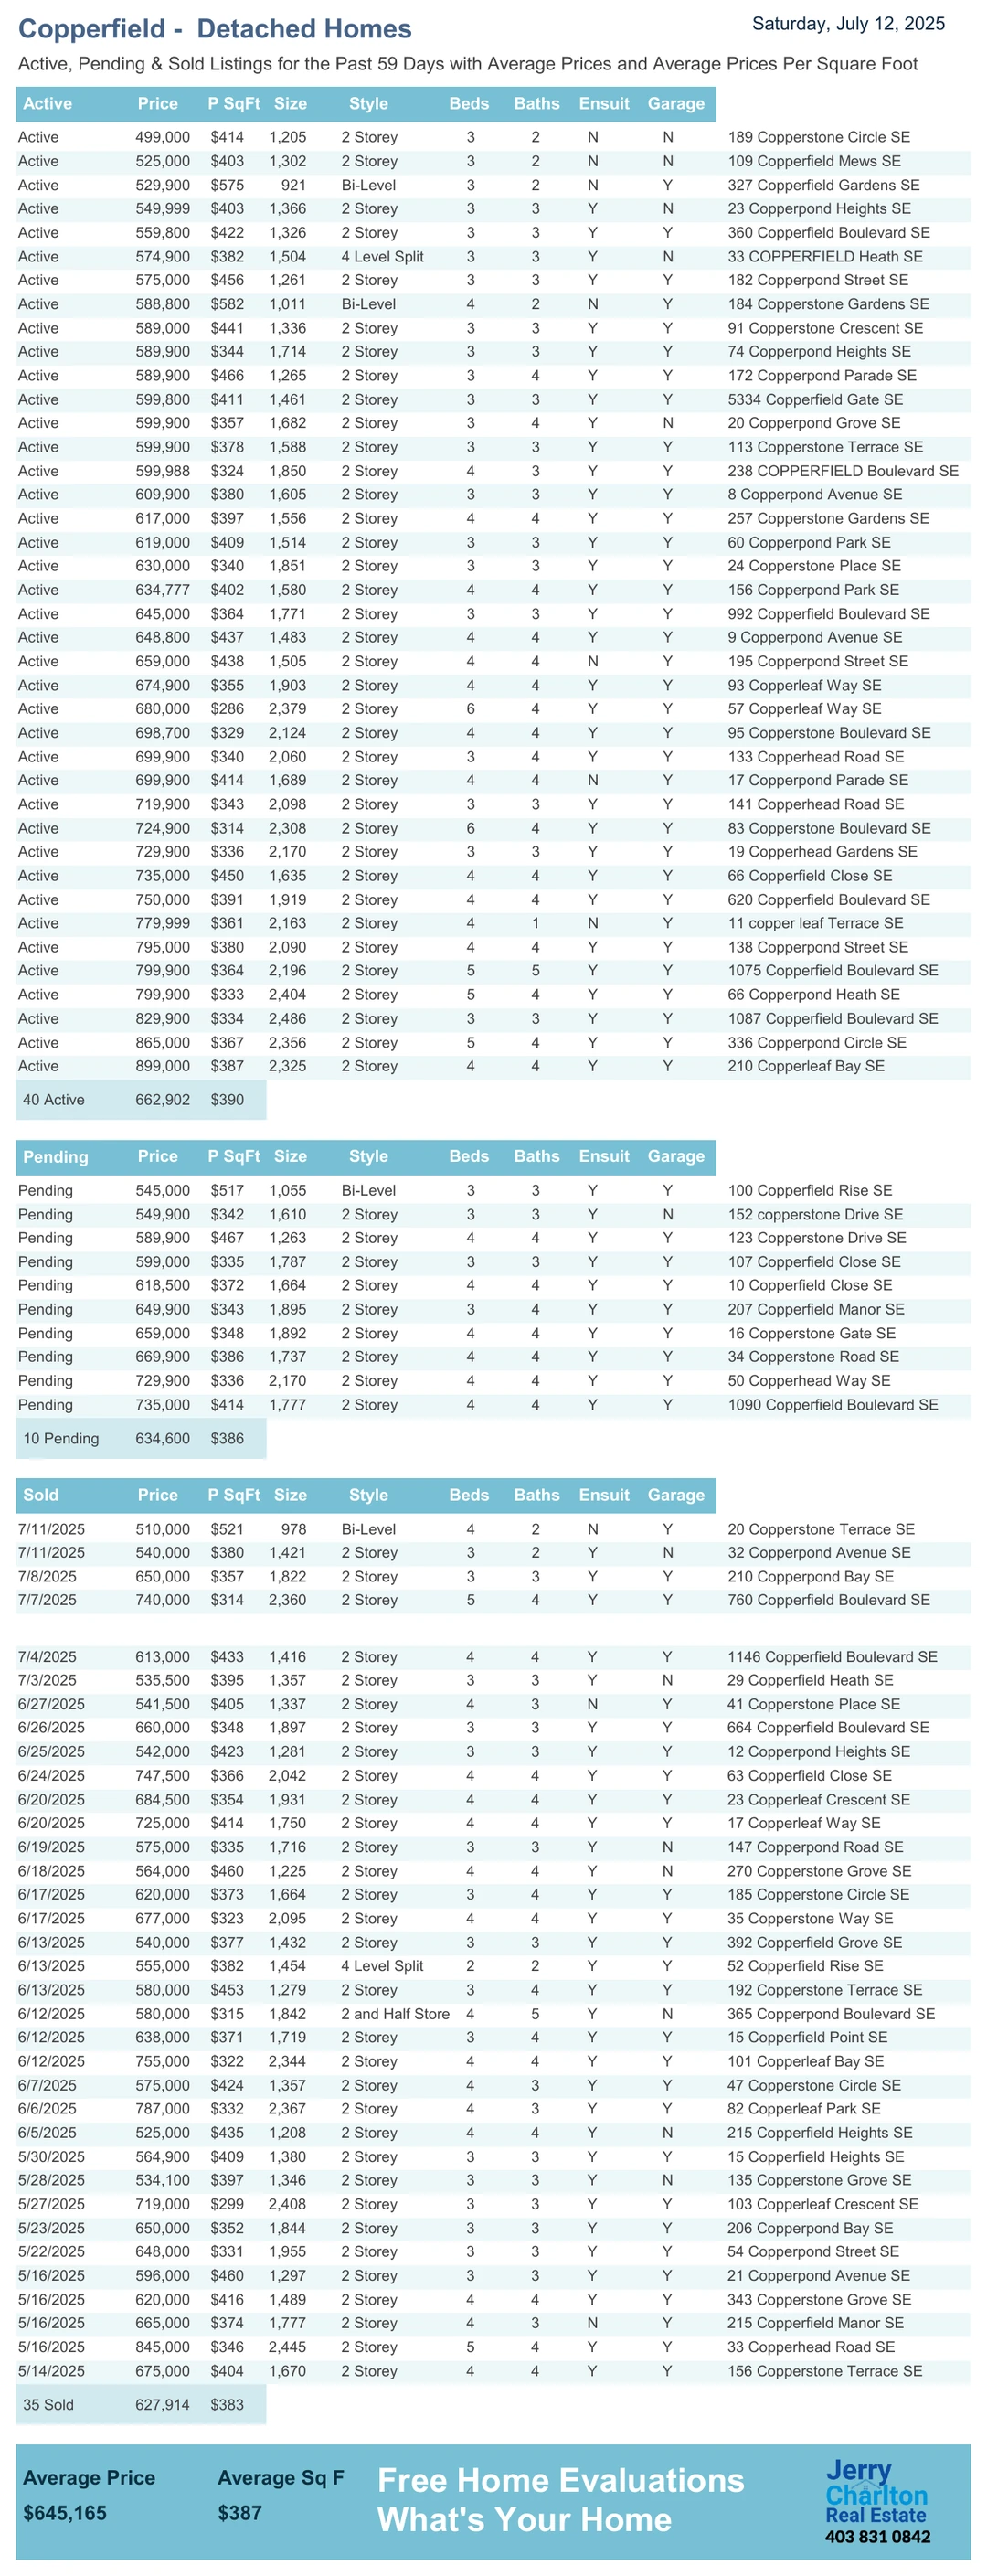 Copperfield - Detached Homes
Saturday, July 12, 2025
Active, Pending & Sold Listings for the Past 59 Days with Average Prices and Average Prices Per Square Foot
Active Price P SqFt Size Style Beds Baths Ensuit Garage
Active 499,000 $414 1,205 2 Storey 3 2 N N 189 Copperstone Circle SE
Active 525,000 $403 1,302 2 Storey 3 2 N N 109 Copperfield Mews SE
Active 529,900 $575 921 Bi-Level 3 2 N Y 327 Copperfield Gardens SE
Active 549,999 $403 1,366 2 Storey 3 3 Y N 23 Copperpond Heights SE
Active 559,800 $422 1,326 2 Storey 3 3 Y Y 360 Copperfield Boulevard SE
Active 574,900 $382 1,504 4 Level Split 3 3 Y N 33 COPPERFIELD Heath SE
Active 575,000 $456 1,261 2 Storey 3 3 Y Y 182 Copperpond Street SE
Active 588,800 $582 1,011 Bi-Level 4 2 N Y 184 Copperstone Gardens SE
Active 589,000 $441 1,336 2 Storey 3 3 Y Y 91 Copperstone Crescent SE
Active 589,900 $344 1,714 2 Storey 3 3 Y Y 74 Copperpond Heights SE
Active 589,900 $466 1,265 2 Storey 3 4 Y Y 172 Copperpond Parade SE
Active 599,800 $411 1,461 2 Storey 3 3 Y Y 5334 Copperfield Gate SE
Active 599,900 $357 1,682 2 Storey 3 4 Y N 20 Copperpond Grove SE
Active 599,900 $378 1,588 2 Storey 3 3 Y Y 113 Copperstone Terrace SE
Active 599,988 $324 1,850 2 Storey 4 3 Y Y 238 COPPERFIELD Boulevard SE
Active 609,900 $380 1,605 2 Storey 3 3 Y Y 8 Copperpond Avenue SE
Active 617,000 $397 1,556 2 Storey 4 4 Y Y 257 Copperstone Gardens SE
Active 619,000 $409 1,514 2 Storey 3 3 Y Y 60 Copperpond Park SE
Active 630,000 $340 1,851 2 Storey 3 3 Y Y 24 Copperstone Place SE
Active 634,777 $402 1,580 2 Storey 4 4 Y Y 156 Copperpond Park SE
Active 645,000 $364 1,771 2 Storey 3 3 Y Y 992 Copperfield Boulevard SE
Active 648,800 $437 1,483 2 Storey 4 4 Y Y 9 Copperpond Avenue SE
Active 659,000 $438 1,505 2 Storey 4 4 N Y 195 Copperpond Street SE
Active 674,900 $355 1,903 2 Storey 4 4 Y Y 93 Copperleaf Way SE
Active 680,000 $286 2,379 2 Storey 6 4 Y Y 57 Copperleaf Way SE
Active 698,700 $329 2,124 2 Storey 4 4 Y Y 95 Copperstone Boulevard SE
Active 699,900 $340 2,060 2 Storey 3 4 Y Y 133 Copperhead Road SE
Active 699,900 $414 1,689 2 Storey 4 4 N Y 17 Copperpond Parade SE
Active 719,900 $343 2,098 2 Storey 3 3 Y Y 141 Copperhead Road SE
Active 724,900 $314 2,308 2 Storey 6 4 Y Y 83 Copperstone Boulevard SE
Active 729,900 $336 2,170 2 Storey 3 3 Y Y 19 Copperhead Gardens SE
Active 735,000 $450 1,635 2 Storey 4 4 Y Y 66 Copperfield Close SE
Active 750,000 $391 1,919 2 Storey 4 4 Y Y 620 Copperfield Boulevard SE
Active 779,999 $361 2,163 2 Storey 4 1 N Y 11 copper leaf Terrace SE
Active 795,000 $380 2,090 2 Storey 4 4 Y Y 138 Copperpond Street SE
Active 799,900 $364 2,196 2 Storey 5 5 Y Y 1075 Copperfield Boulevard SE
Active 799,900 $333 2,404 2 Storey 5 4 Y Y 66 Copperpond Heath SE
Active 829,900 $334 2,486 2 Storey 3 3 Y Y 1087 Copperfield Boulevard SE
Active 865,000 $367 2,356 2 Storey 5 4 Y Y 336 Copperpond Circle SE
Active 899,000 $387 2,325 2 Storey 4 4 Y Y 210 Copperleaf Bay SE
40 Active 662,902 $390
Pending Price P SqFt Size Style Beds Baths Ensuit Garage
Pending 545,000 $517 1,055 Bi-Level 3 3 Y Y 100 Copperfield Rise SE
Pending 549,900 $342 1,610 2 Storey 3 3 Y N 152 copperstone Drive SE
Pending 589,900 $467 1,263 2 Storey 4 4 Y Y 123 Copperstone Drive SE
Pending 599,000 $335 1,787 2 Storey 3 3 Y Y 107 Copperfield Close SE
Pending 618,500 $372 1,664 2 Storey 4 4 Y Y 10 Copperfield Close SE
Pending 649,900 $343 1,895 2 Storey 3 4 Y Y 207 Copperfield Manor SE
Pending 659,000 $348 1,892 2 Storey 4 4 Y Y 16 Copperstone Gate SE
Pending 669,900 $386 1,737 2 Storey 4 4 Y Y 34 Copperstone Road SE
Pending 729,900 $336 2,170 2 Storey 4 4 Y Y 50 Copperhead Way SE
Pending 735,000 $414 1,777 2 Storey 4 4 Y Y 1090 Copperfield Boulevard SE
10 Pending 634,600 $386
Sold Price P SqFt Size Style Beds Baths Ensuit Garage
7/11/2025 510,000 $521 978 Bi-Level 4 2 N Y 20 Copperstone Terrace SE
7/11/2025 540,000 $380 1,421 2 Storey 3 2 Y N 32 Copperpond Avenue SE
7/8/2025 650,000 $357 1,822 2 Storey 3 3 Y Y 210 Copperpond Bay SE
7/7/2025 740,000 $314 2,360 2 Storey 5 4 Y Y 760 Copperfield Boulevard SE
7/4/2025 613,000 $433 1,416 2 Storey 4 4 Y Y 1146 Copperfield Boulevard SE
7/3/2025 535,500 $395 1,357 2 Storey 3 3 Y N 29 Copperfield Heath SE
6/27/2025 541,500 $405 1,337 2 Storey 4 3 N Y 41 Copperstone Place SE
6/26/2025 660,000 $348 1,897 2 Storey 3 3 Y Y 664 Copperfield Boulevard SE
6/25/2025 542,000 $423 1,281 2 Storey 3 3 Y Y 12 Copperpond Heights SE
6/24/2025 747,500 $366 2,042 2 Storey 4 4 Y Y 63 Copperfield Close SE
6/20/2025 684,500 $354 1,931 2 Storey 4 4 Y Y 23 Copperleaf Crescent SE
6/20/2025 725,000 $414 1,750 2 Storey 4 4 Y Y 17 Copperleaf Way SE
6/19/2025 575,000 $335 1,716 2 Storey 3 3 Y N 147 Copperpond Road SE
6/18/2025 564,000 $460 1,225 2 Storey 4 4 Y N 270 Copperstone Grove SE
6/17/2025 620,000 $373 1,664 2 Storey 3 4 Y Y 185 Copperstone Circle SE
6/17/2025 677,000 $323 2,095 2 Storey 4 4 Y Y 35 Copperstone Way SE
6/13/2025 540,000 $377 1,432 2 Storey 3 3 Y Y 392 Copperfield Grove SE
6/13/2025 555,000 $382 1,454 4 Level Split 2 2 Y Y 52 Copperfield Rise SE
6/13/2025 580,000 $453 1,279 2 Storey 3 4 Y Y 192 Copperstone Terrace SE
6/12/2025 580,000 $315 1,842 2 and Half Store 4 5 Y N 365 Copperpond Boulevard SE
6/12/2025 638,000 $371 1,719 2 Storey 3 4 Y Y 15 Copperfield Point SE
6/12/2025 755,000 $322 2,344 2 Storey 4 4 Y Y 101 Copperleaf Bay SE
6/7/2025 575,000 $424 1,357 2 Storey 4 3 Y Y 47 Copperstone Circle SE
6/6/2025 787,000 $332 2,367 2 Storey 4 3 Y Y 82 Copperleaf Park SE
6/5/2025 525,000 $435 1,208 2 Storey 4 4 Y N 215 Copperfield Heights SE
5/30/2025 564,900 $409 1,380 2 Storey 3 3 Y Y 15 Copperfield Heights SE
5/28/2025 534,100 $397 1,346 2 Storey 3 3 Y N 135 Copperstone Grove SE
5/27/2025 719,000 $299 2,408 2 Storey 3 3 Y Y 103 Copperleaf Crescent SE
5/23/2025 650,000 $352 1,844 2 Storey 3 3 Y Y 206 Copperpond Bay SE
5/22/2025 648,000 $331 1,955 2 Storey 3 3 Y Y 54 Copperpond Street SE
5/16/2025 596,000 $460 1,297 2 Storey 3 3 Y Y 21 Copperpond Avenue SE
5/16/2025 620,000 $416 1,489 2 Storey 4 4 Y Y 343 Copperstone Grove SE
5/16/2025 665,000 $374 1,777 2 Storey 4 3 N Y 215 Copperfield Manor SE
5/16/2025 845,000 $346 2,445 2 Storey 5 4 Y Y 33 Copperhead Road SE
5/14/2025 675,000 $404 1,670 2 Storey 4 4 Y Y 156 Copperstone Terrace SE
35 Sold 627,914 $383
Average Price Average Sq F
$645,165 $387
Free Home Evaluations
What's Your Home
Jerry
Charlton
Real Estate
403 831 0842